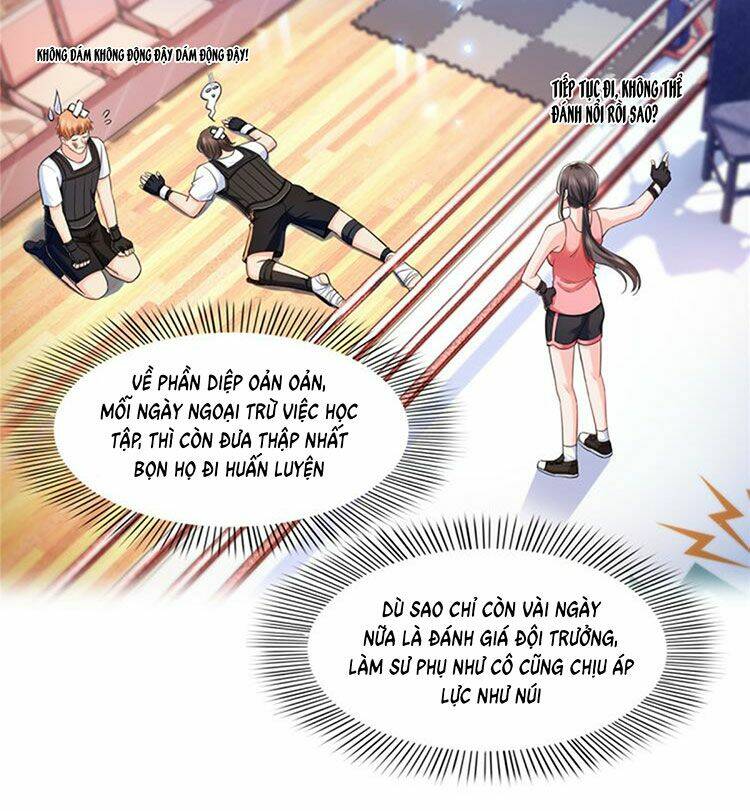 KHÔNG DÁM KHÔNG ĐỘNG ĐẬY DÁM ĐỘNG ĐẬY!
TIẾP TỤC ĐI, KHÔNG THỂ
ĐÁNH NỔI RỒI SAO?
VỀ PHẦN DIỆP OẢN OẢN,
MỖI NGÀY NGOẠI TRỪ VIỆC HỌC
TẬP, THÌ CÒN ĐƯA THẬP NHẤT
BỌN HỌ ĐI HUẤN LUYỆN
DÙ SAO CHỈ CÒN VÀI NGÀY
NỮA LÀ ĐÁNH GIÁ ĐỘI TRƯỞNG,
LÀM SƯ PHỤ NHƯ CÔ CŨNG CHỊU ÁP
LỰC NHƯ NÚI